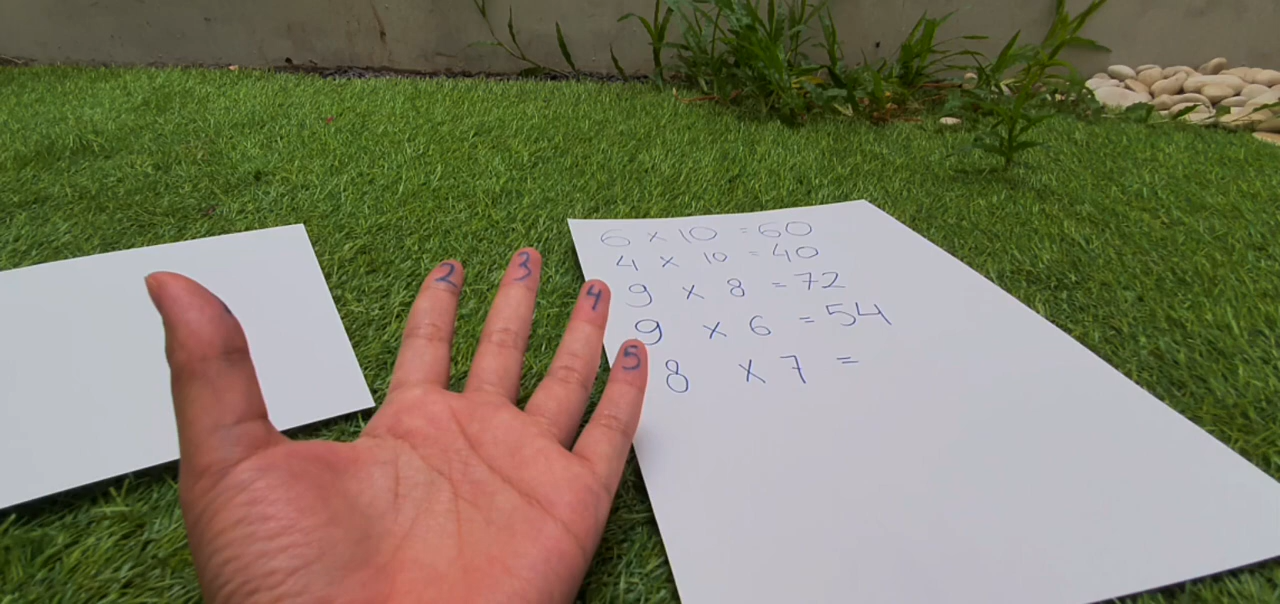 2
3
4
5
6 x 10 = 60
4 x 10 = 40
9 x 8 = 72
9 x 6 = 54
8 x 7 =